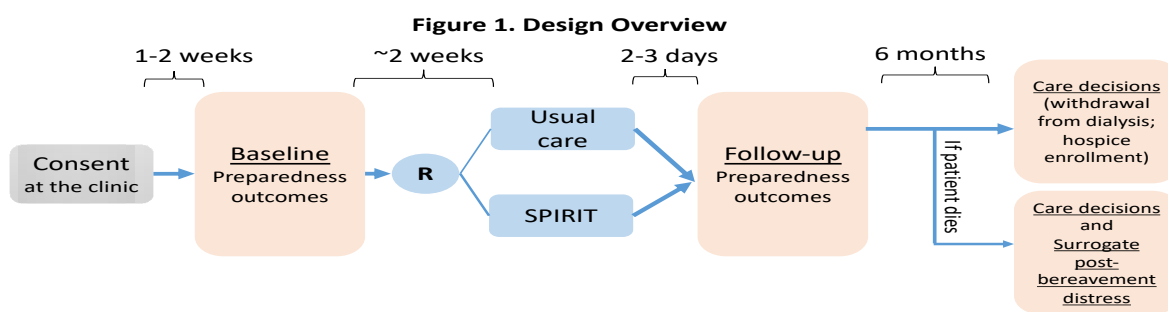 Figure 1. Design Overview
1-2 weeks
~2 weeks
2-3 days
6 months
Consent
at the clinic
Baseline
Preparedness
outcomes
R
Usual
care
SPIRIT
Follow-up
Preparedness
outcomes
If patient dies
Care decisions
(withdrawal
from dialysis;
hospice
enrollment)
Care decisions
and
Surrogate
post-
bereavement
distress